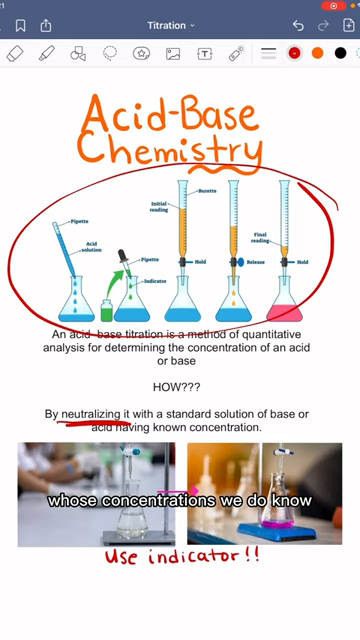 :1
Titration
T
Acid-Base
Chemistry
Pipette
Acid
solution
Pipette
Indicator
Initial
reading
Burette
Hold
Release
Final
reading
Hold
An acid-base titration is a method of quantitative
analysis for determining the concentration of an acid
or base
HOW???
By neutralizing it with a standard solution of base or
acid having known concentration.
whose concentrations we do know
Use indicator!!